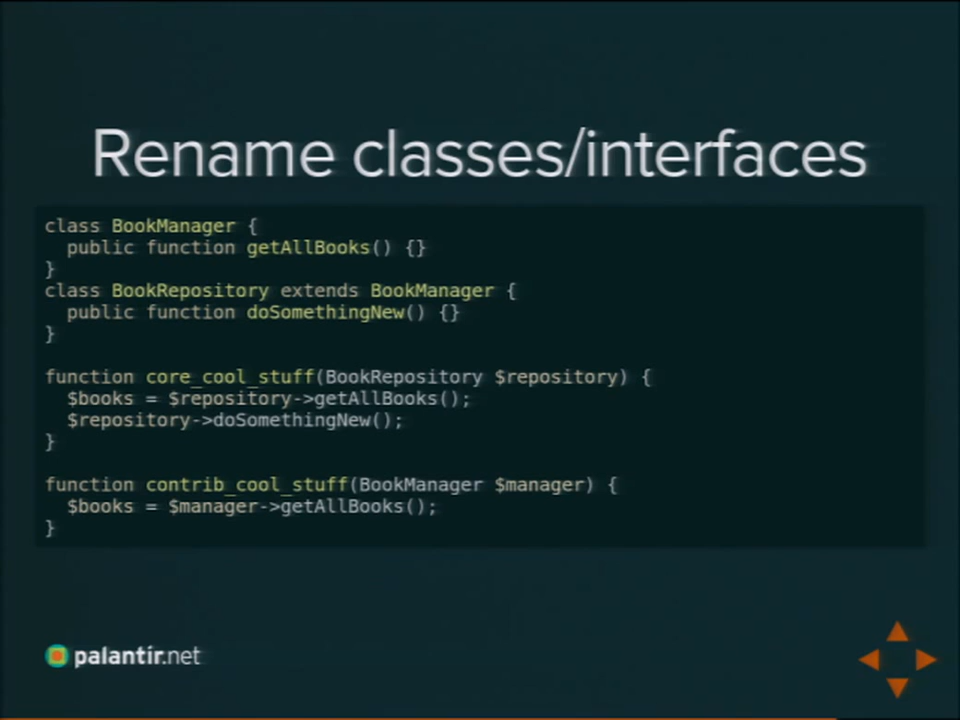 Rename classes/interfaces
class BookManager {
  public function getAllBooks() {}
}
class BookRepository extends BookManager {
  public function doSomethingNew() {}
}

function core_cool_stuff(BookRepository $repository) {
  $books = $repository->getAllBooks();
  $repository->doSomethingNew();
}

function contrib_cool_stuff(BookManager $manager) {
  $books = $manager->getAllBooks();
}
palantir.net